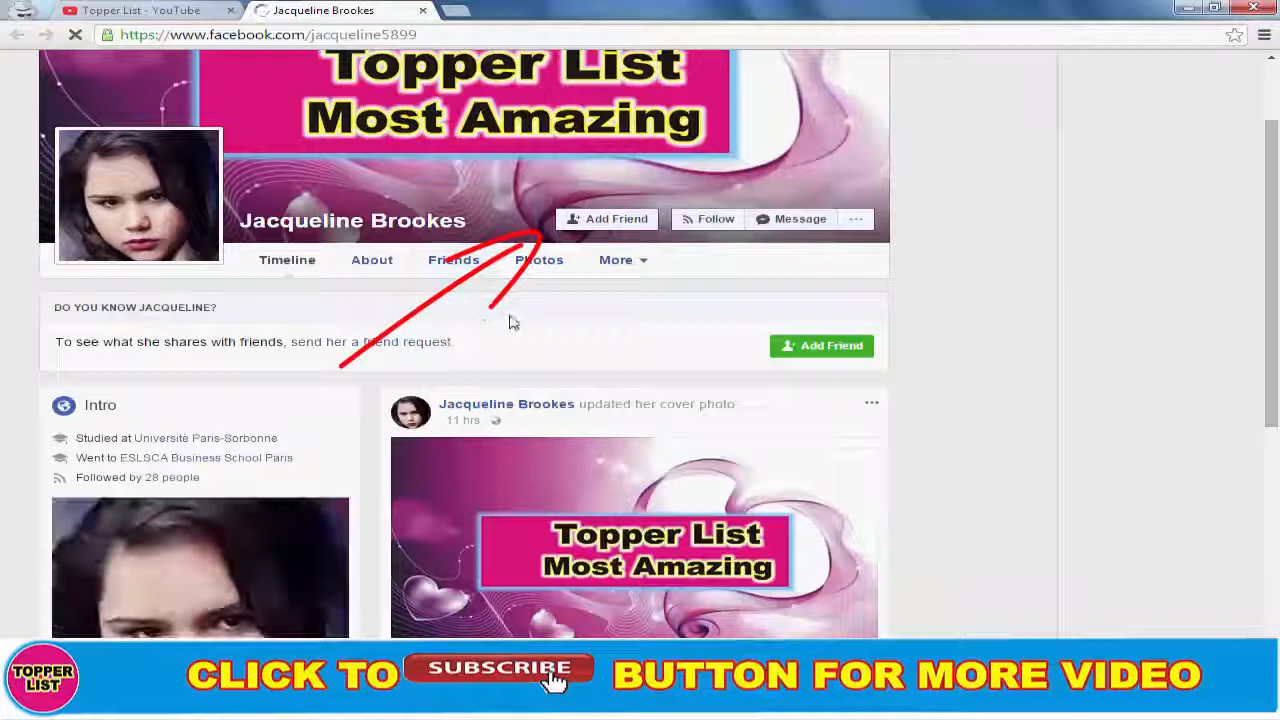 Topper List - YouTube
Jacqueline Brookes
https://www.facebook.com/jacqueline5899
Topper List
Most Amazing
Jacqueline Brookes
Add Friend
Follow
Message
Timeline
About
Friends
Photos
More
DO YOU KNOW JACQUELINE?
To see what she shares with friends, send her a friend request.
Add Friend
Intro
Jacqueline Brookes updated her cover photo
11 hrs
Studied at Université Paris-Sorbonne
Went to ESLSCA Business School Paris
Followed by 28 people
Topper List
Most Amazing
TOPPER
LIST
CLICK TO SUBSCRIBE BUTTON FOR MORE VIDEO